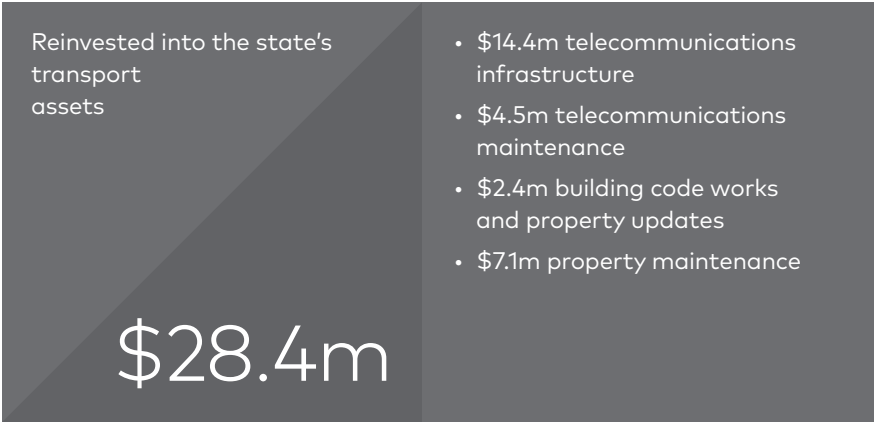 Reinvested into the state’s
transport
assets
$28.4m
• $14.4m telecommunications
infrastructure
• $4.5m telecommunications
maintenance
• $2.4m building code works
and property updates
• $7.1m property maintenance